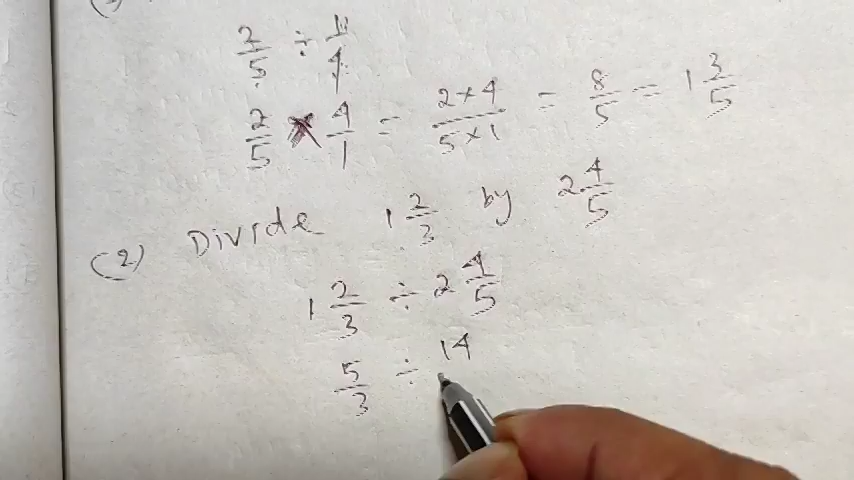 2/5 ÷ 1/4
2/5 × 4/1 = 2×4/5×1 = 8/5 = 1 3/5
(2) Divide 1 2/3 by 2 4/5
1 2/3 ÷ 2 4/5
5/3 ÷ 14